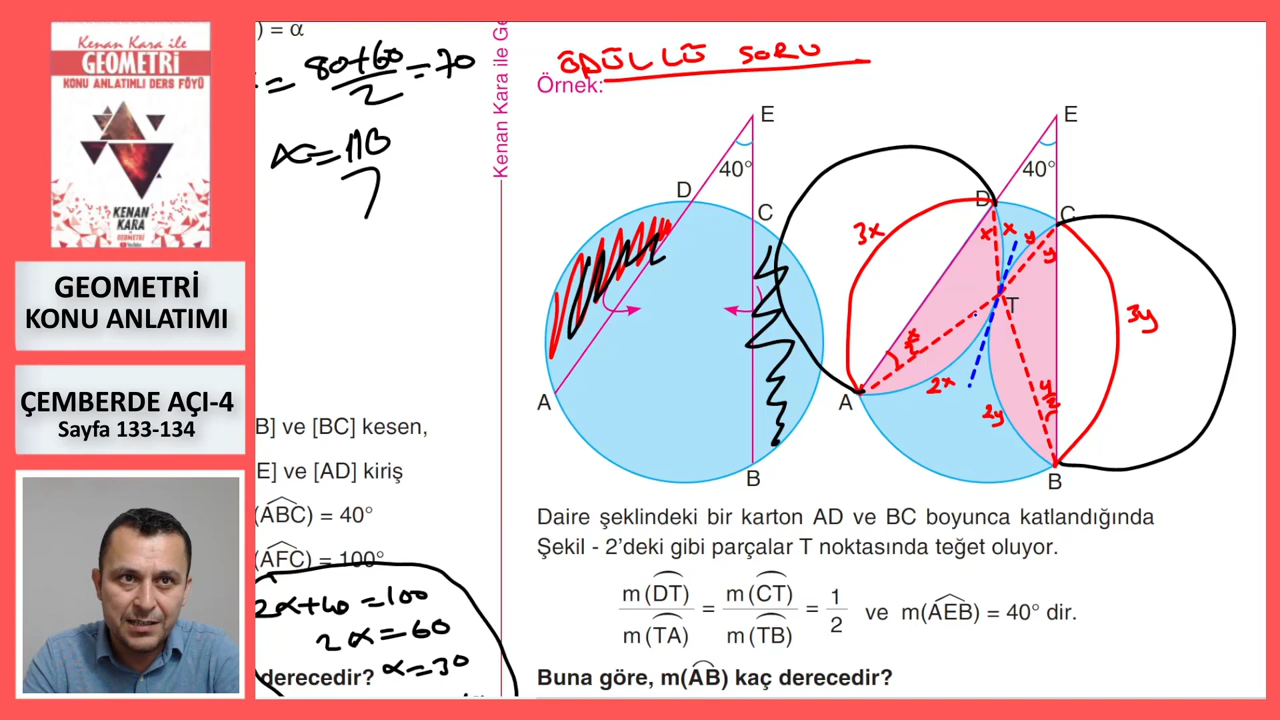 Kenan Kara ile
GEOMETRİ
KONU ANLATIMLI DERS FÖYÜ
KENAN
KARA
GEOMETRİ
KONU ANLATIMI
ÇEMBERDE AÇI-4
Sayfa 133-134
) = α
= 80+60 / 2 = 70
B] ve [BC] kesen,
E] ve [AD] kiriş
(ABC) = 40°
(AFC) = 100°
2α+40 = 100
2α = 60
derecedir? α = 30
Kenan Kara ile Ge
ÖDÜLLÜ SORU
Örnek:
E
40°
D
C
A
B
E
40°
D
C
x
x
y
y
3x
T
3y
2x
2y
A
B
Daire şeklindeki bir karton AD ve BC boyunca katlandığında
Şekil - 2'deki gibi parçalar T noktasında teğet oluyor.
m(DT) / m(TA) = m(CT) / m(TB) = 1 / 2 ve m(AEB) = 40° dir.
Buna göre, m(AB) kaç derecedir?